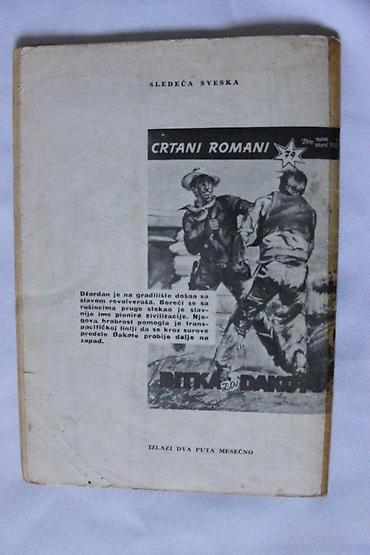 SLEDEĆA SVESKA
CRTANI ROMANI
79
Džordan je na gradilište došao sa
slavom revolveraša. Boreći se sa
rušiocima pruge stekao je slav-
nije ime pionira civilizacije. Nje-
gova hrabrost pomogla je trans-
pacifičkoj liniji da se kroz surove
predele Dakote probije dalje na
zapad.
BITKA
DAKOTU
IZLAZI DVA PUTA MESEČNO